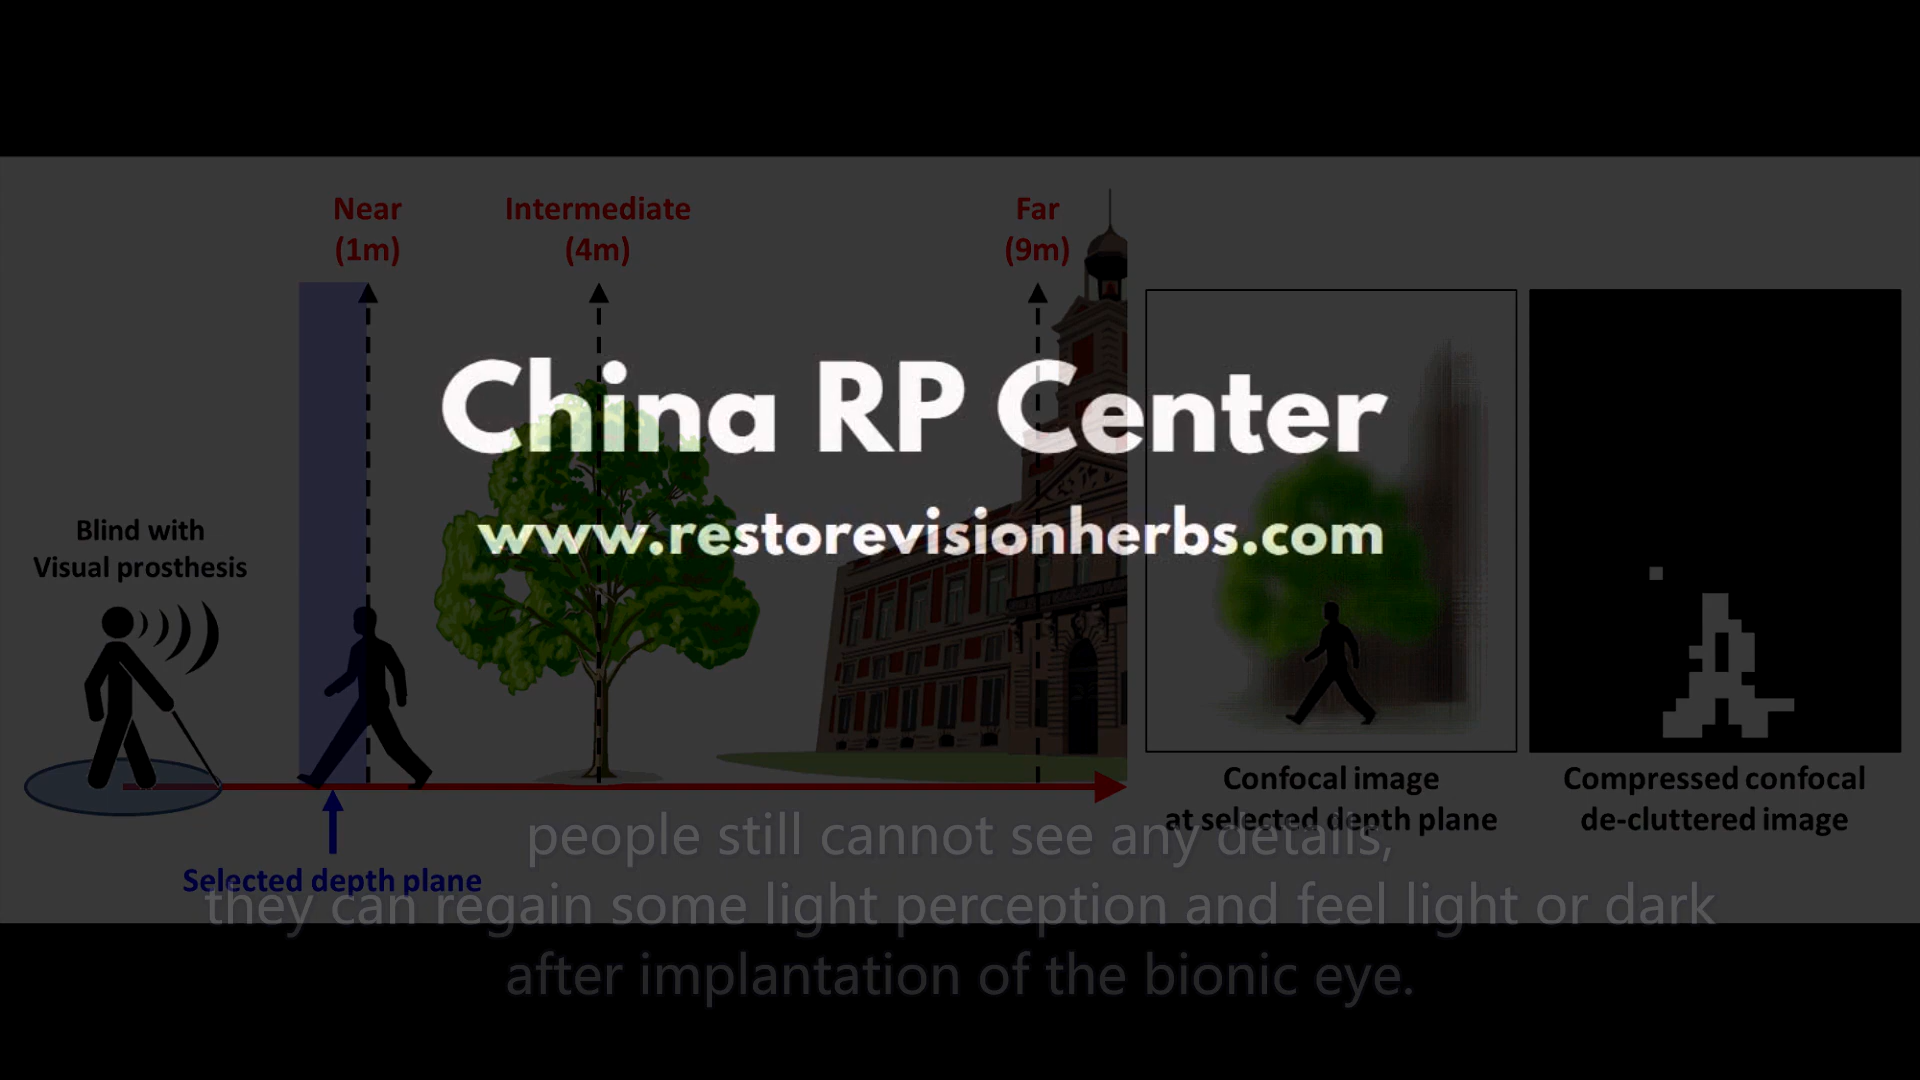 Near
(1m)
Intermediate
(4m)
Far
(9m)
China RP Center
www.restorevisionherbs.com
Blind with
Visual prosthesis
Selected depth plane
Confocal image
at selected depth plane
Compressed confocal
de-cluttered image
people still cannot see any details,
they can regain some light perception and feel light or dark
after implantation of the bionic eye.